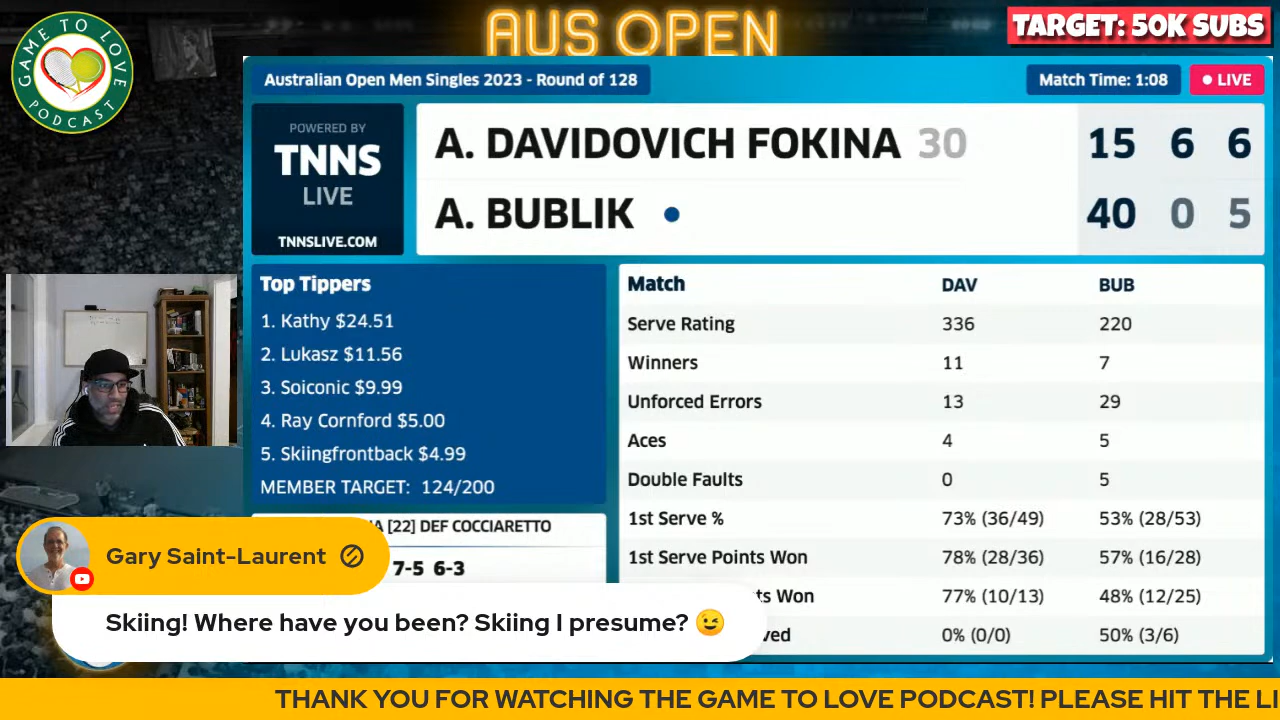 AUS OPEN
TARGET: 50K SUBS
GAME TO LOVE
PODCAST
Australian Open Men Singles 2023 - Round of 128
Match Time: 1:08
LIVE
POWERED BY
TNNS
LIVE
TNNSLIVE.COM
A. DAVIDOVICH FOKINA 30 15 6 6
A. BUBLIK 40 0 5
Top Tippers
1. Kathy $24.51
2. Lukasz $11.56
3. Soiconic $9.99
4. Ray Cornford $5.00
5. Skiingfrontback $4.99
MEMBER TARGET: 124/200
[22] DEF COCCIARETTO
7-5 6-3
Match DAV BUB
Serve Rating 336 220
Winners 11 7
Unforced Errors 13 29
Aces 4 5
Double Faults 0 5
1st Serve % 73% (36/49) 53% (28/53)
1st Serve Points Won 78% (28/36) 57% (16/28)
Won 77% (10/13) 48% (12/25)
0% (0/0) 50% (3/6)
Gary Saint-Laurent
Skiing! Where have you been? Skiing I presume? 😉
THANK YOU FOR WATCHING THE GAME TO LOVE PODCAST! PLEASE HIT THE LI